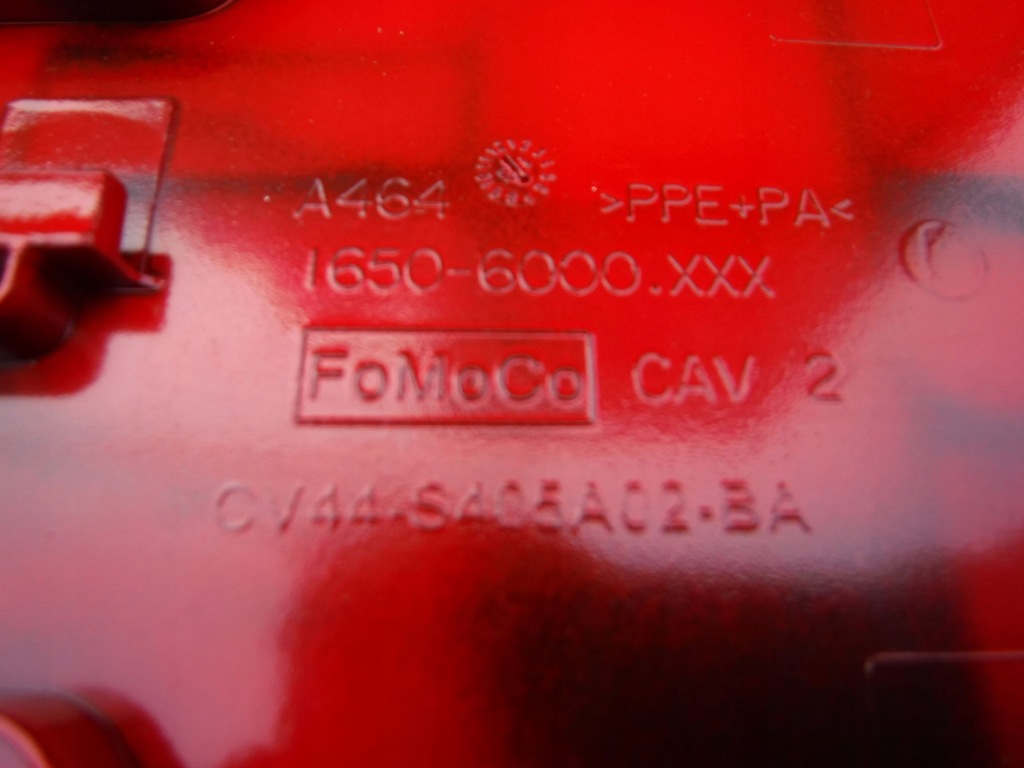 A464 >PPE+PA<
1650-6000.XXX
FoMoCo CAV 2
CV44-S405A02-BA